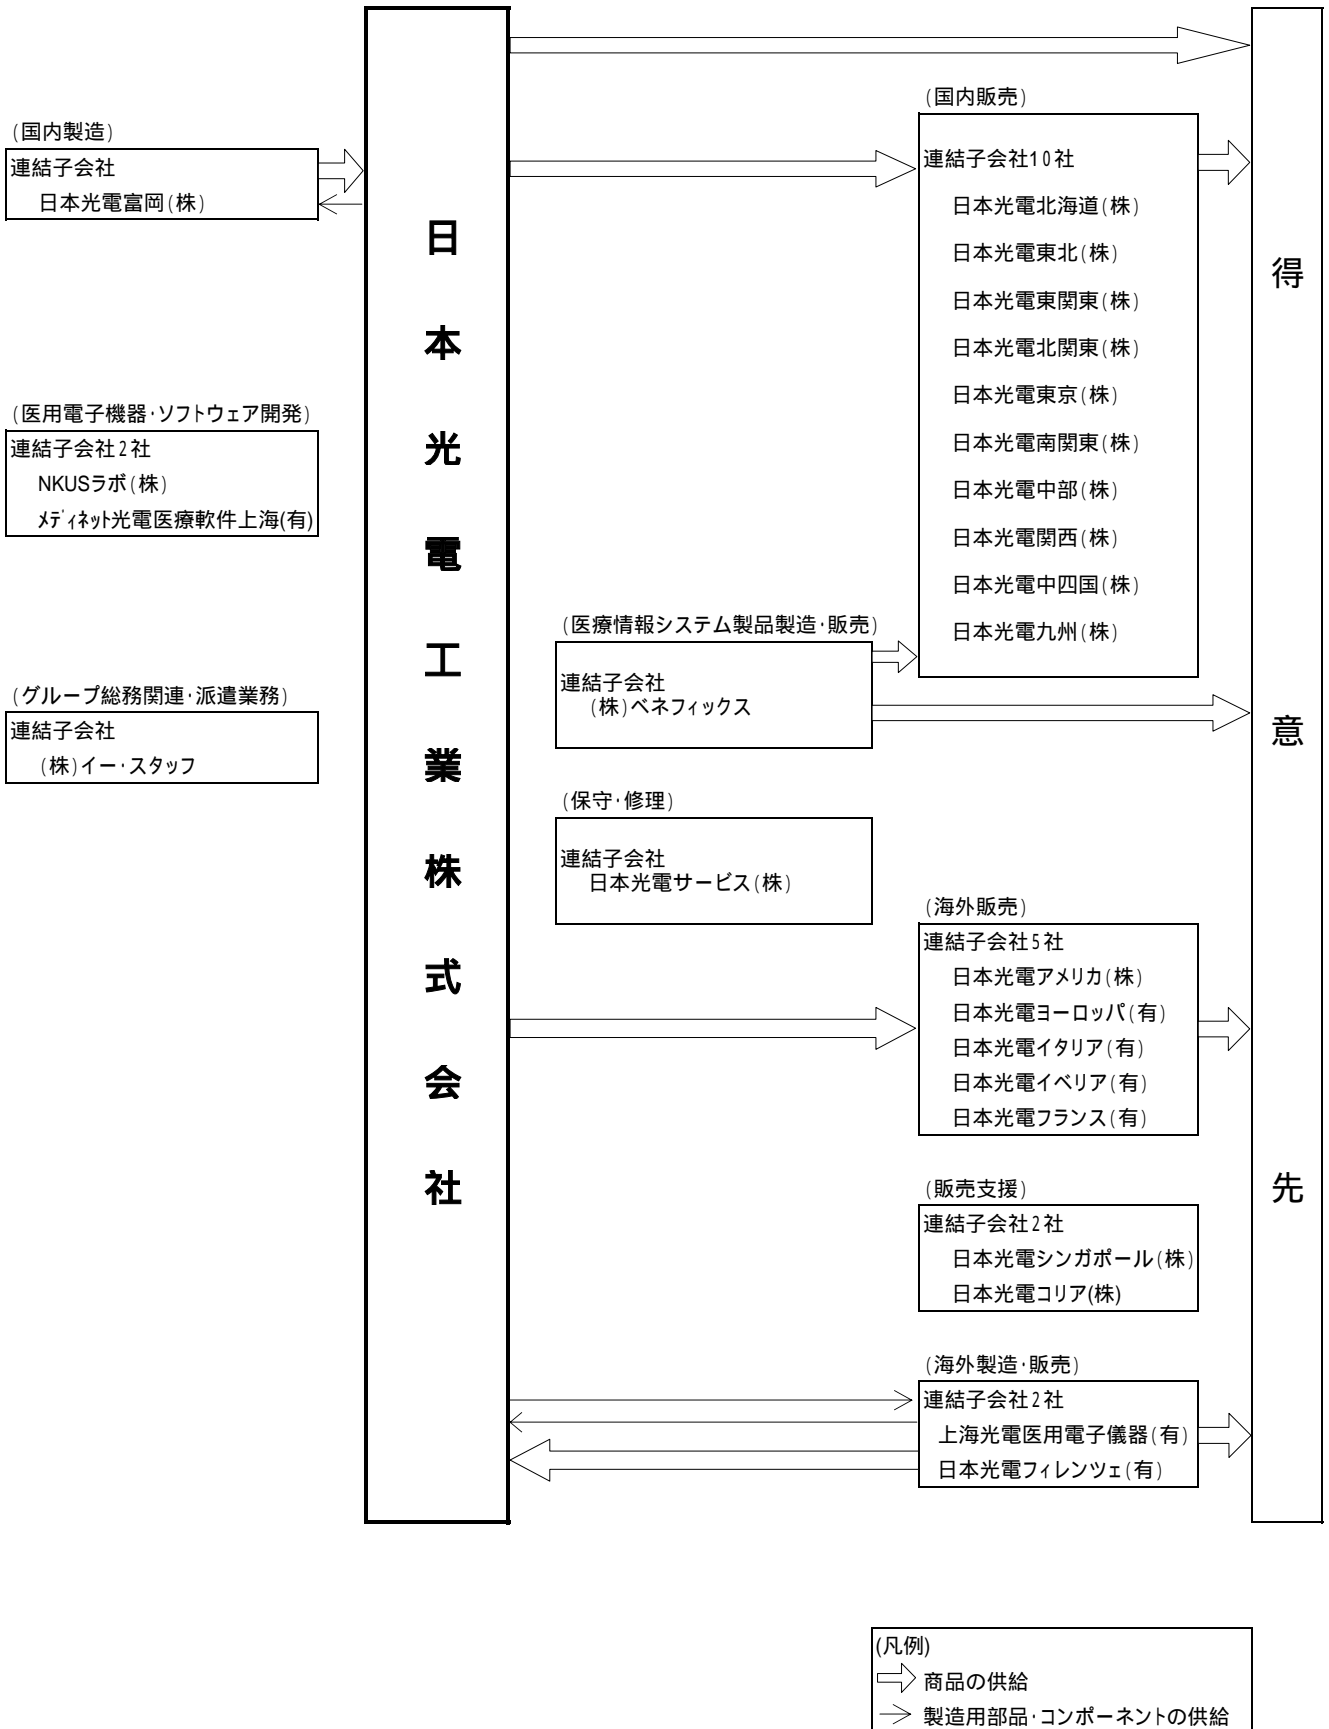 (国内製造)
連結子会社
日本光電富岡(株)
(医用電子機器・ソフトウェア開発)
連結子会社2社
NKUSラボ(株)
メディネット光電医療軟件上海(有)
(グループ総務関連・派遣業務)
連結子会社
(株)イー・スタッフ
日本光電工業株式会社
(国内販売)
連結子会社10社
日本光電北海道(株)
日本光電東北(株)
日本光電東関東(株)
日本光電北関東(株)
日本光電東京(株)
日本光電南関東(株)
日本光電中部(株)
日本光電関西(株)
日本光電中四国(株)
日本光電九州(株)
(医療情報システム製品製造・販売)
連結子会社
(株)ベネフィックス
(保守・修理)
連結子会社
日本光電サービス(株)
(海外販売)
連結子会社5社
日本光電アメリカ(株)
日本光電ヨーロッパ(有)
日本光電イタリア(有)
日本光電イベリア(有)
日本光電フランス(有)
(販売支援)
連結子会社2社
日本光電シンガポール(株)
日本光電コリア(株)
(海外製造・販売)
連結子会社2社
上海光電医用電子儀器(有)
日本光電フィレンツェ(有)
得意先
(凡例)
商品の供給
製造用部品・コンポーネントの供給